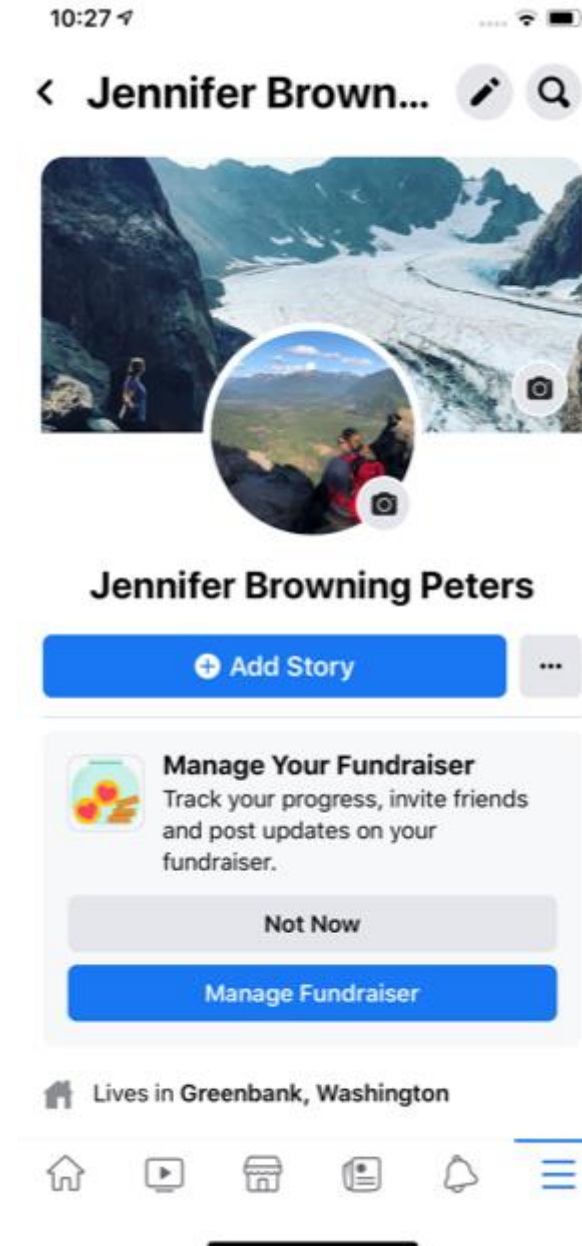 10:27
Jennifer Brown...
Jennifer Browning Peters
Add Story
Manage Your Fundraiser
Track your progress, invite friends
and post updates on your
fundraiser.
Not Now
Manage Fundraiser
Lives in Greenbank, Washington